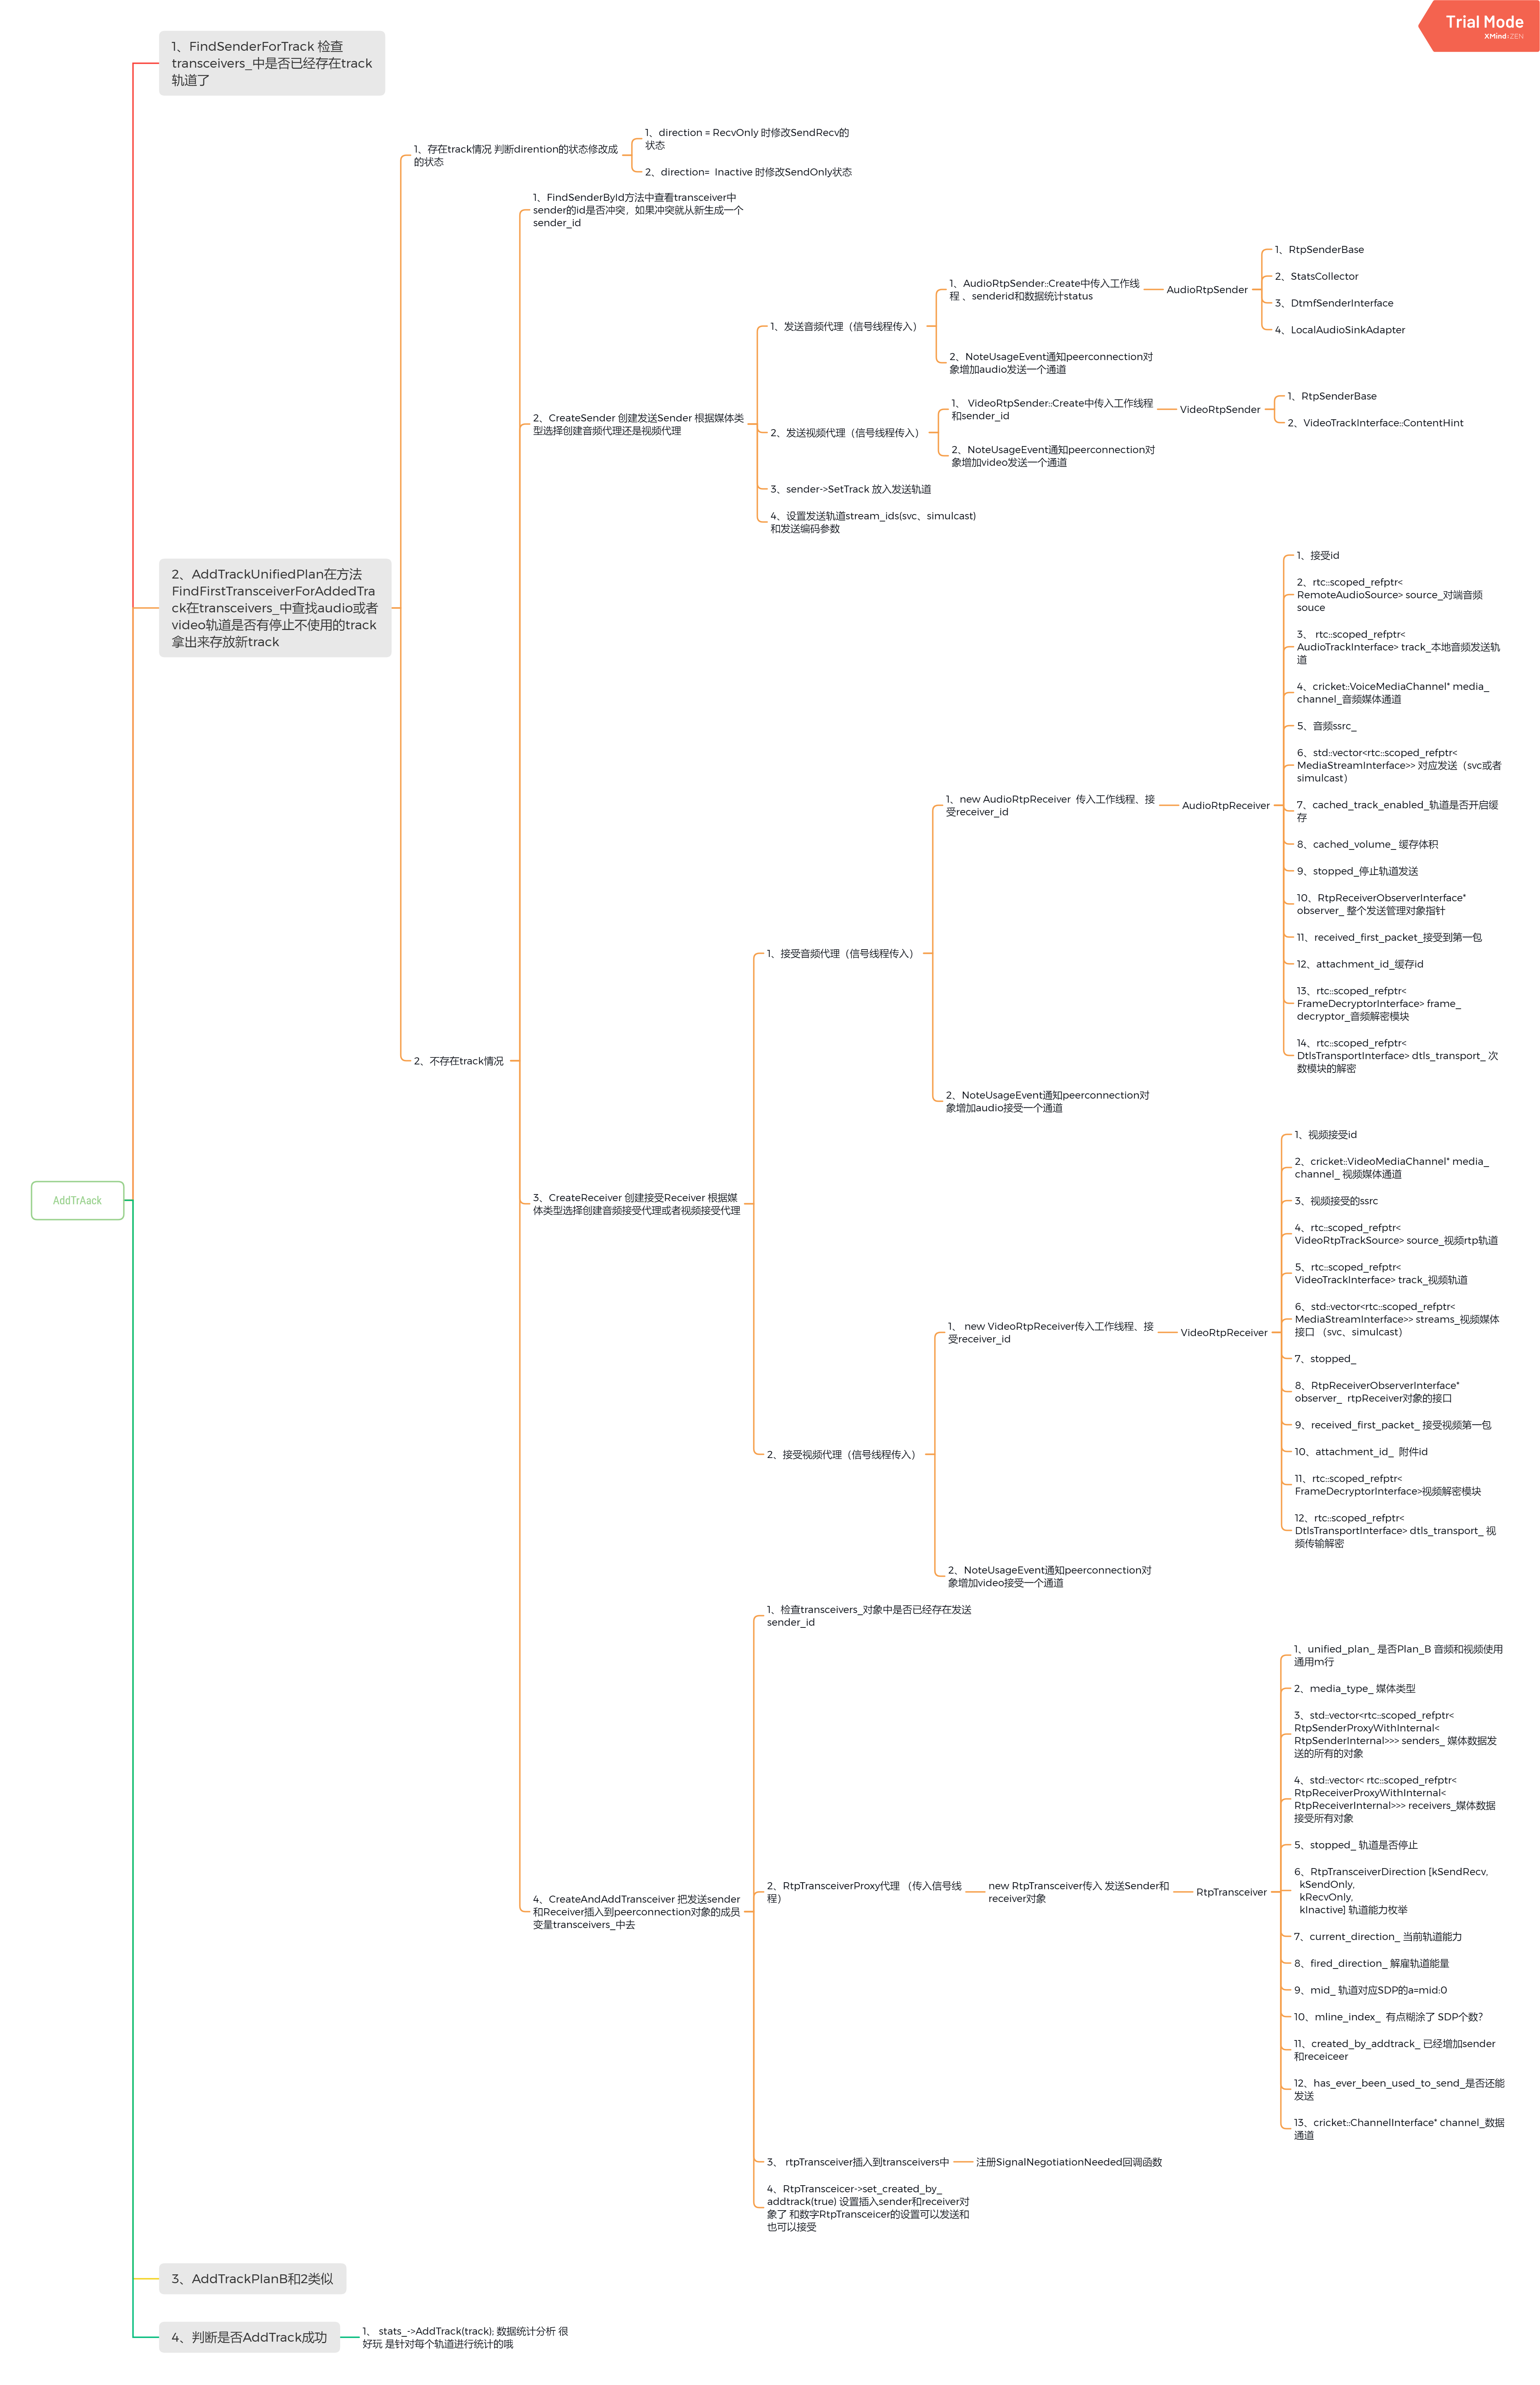 Trial Mode
XMind:ZEN
AddTrAack
1、FindSenderForTrack 检查
transceivers_中是否已经存在track
轨道了
2、AddTrackUnifiedPlan在方法
FindFirstTransceiverForAddedTra
ck在transceivers_中查找audio或者
video轨道是否有停止不使用的track
拿出来存放新track
1、存在track情况 判断dirention的状态修改成
的状态
1、direction = RecvOnly 时修改SendRecv的
状态
2、direction=  Inactive 时修改SendOnly状态
2、不存在track情况
1、FindSenderById方法中查看transceiver中
sender的id是否冲突，如果冲突就从新生成一个
sender_id
2、CreateSender 创建发送Sender 根据媒体类
型选择创建音频代理还是视频代理
1、发送音频代理（信号线程传入）
1、AudioRtpSender::Create中传入工作线
程 、senderid和数据统计status
AudioRtpSender
1、RtpSenderBase
2、StatsCollector
3、DtmfSenderInterface
4、LocalAudioSinkAdapter
2、NoteUsageEvent通知peerconnection对
象增加audio发送一个通道
2、发送视频代理（信号线程传入）
1、 VideoRtpSender::Create中传入工作线程
和sender_id
VideoRtpSender
1、RtpSenderBase
2、VideoTrackInterface::ContentHint
2、NoteUsageEvent通知peerconnection对
象增加video发送一个通道
3、sender->SetTrack 放入发送轨道
4、设置发送轨道stream_ids(svc、simulcast)
和发送编码参数
3、CreateReceiver 创建接受Receiver 根据媒
体类型选择创建音频接受代理或者视频接受代理
1、接受音频代理（信号线程传入）
1、new AudioRtpReceiver  传入工作线程、接
受receiver_id
AudioRtpReceiver
1、接受id
2、rtc::scoped_refptr<
RemoteAudioSource> source_对端音频
souce
3、 rtc::scoped_refptr<
AudioTrackInterface> track_本地音频发送轨
道
4、cricket::VoiceMediaChannel* media_
channel_音频媒体通道
5、音频ssrc_
6、std::vector<rtc::scoped_refptr<
MediaStreamInterface>> 对应发送（svc或者
simulcast）
7、cached_track_enabled_轨道是否开启缓
存
8、cached_volume_ 缓存体积
9、stopped_停止轨道发送
10、RtpReceiverObserverInterface*
observer_ 整个发送管理对象指针
11、received_first_packet_接受到第一包
12、attachment_id_缓存id
13、rtc::scoped_refptr<
FrameDecryptorInterface> frame_
decryptor_音频解密模块
14、rtc::scoped_refptr<
DtlsTransportInterface> dtls_transport_ 次
数模块的解密
2、NoteUsageEvent通知peerconnection对
象增加audio接受一个通道
2、接受视频代理（信号线程传入）
1、 new VideoRtpReceiver传入工作线程、接
受receiver_id
VideoRtpReceiver
1、视频接受id
2、cricket::VideoMediaChannel* media_
channel_ 视频媒体通道
3、视频接受的ssrc
4、rtc::scoped_refptr<
VideoRtpTrackSource> source_视频rtp轨道
5、rtc::scoped_refptr<
VideoTrackInterface> track_视频轨道
6、std::vector<rtc::scoped_refptr<
MediaStreamInterface>> streams_视频媒体
接口 （svc、simulcast）
7、stopped_
8、RtpReceiverObserverInterface*
observer_  rtpReceiver对象的接口
9、received_first_packet_ 接受视频第一包
10、attachment_id_  附件id
11、rtc::scoped_refptr<
FrameDecryptorInterface>视频解密模块
12、rtc::scoped_refptr<
DtlsTransportInterface> dtls_transport_ 视
频传输解密
2、NoteUsageEvent通知peerconnection对
象增加video接受一个通道
4、CreateAndAddTransceiver 把发送sender
和Receiver插入到peerconnection对象的成员
变量transceivers_中去
1、检查transceivers_对象中是否已经存在发送
sender_id
2、RtpTransceiverProxy代理 （传入信号线
程）
new RtpTransceiver传入 发送Sender和
receiver对象
RtpTransceiver
1、unified_plan_ 是否Plan_B 音频和视频使用
通用m行
2、media_type_ 媒体类型
3、std::vector<rtc::scoped_refptr<
RtpSenderProxyWithInternal<
RtpSenderInternal>>> senders_ 媒体数据发
送的所有的对象
4、std::vector< rtc::scoped_refptr<
RtpReceiverProxyWithInternal<
RtpReceiverInternal>>> receivers_媒体数据
接受所有对象
5、stopped_ 轨道是否停止
6、RtpTransceiverDirection [kSendRecv,
kSendOnly,
kRecvOnly,
kInactive] 轨道能力枚举
7、current_direction_ 当前轨道能力
8、fired_direction_ 解雇轨道能量
9、mid_ 轨道对应SDP的a=mid:0
10、mline_index_  有点糊涂了 SDP个数？
11、created_by_addtrack_ 已经增加sender
和receiceer
12、has_ever_been_used_to_send_是否还能
发送
13、cricket::ChannelInterface* channel_数据
通道
3、 rtpTransceiver插入到transceivers中
注册SignalNegotiationNeeded回调函数
4、RtpTransceicer->set_created_by_
addtrack(true) 设置插入sender和receiver对
象了 和数字RtpTransceicer的设置可以发送和
也可以接受
3、AddTrackPlanB和2类似
4、判断是否AddTrack成功
1、 stats_->AddTrack(track); 数据统计分析 很
好玩 是针对每个轨道进行统计的哦